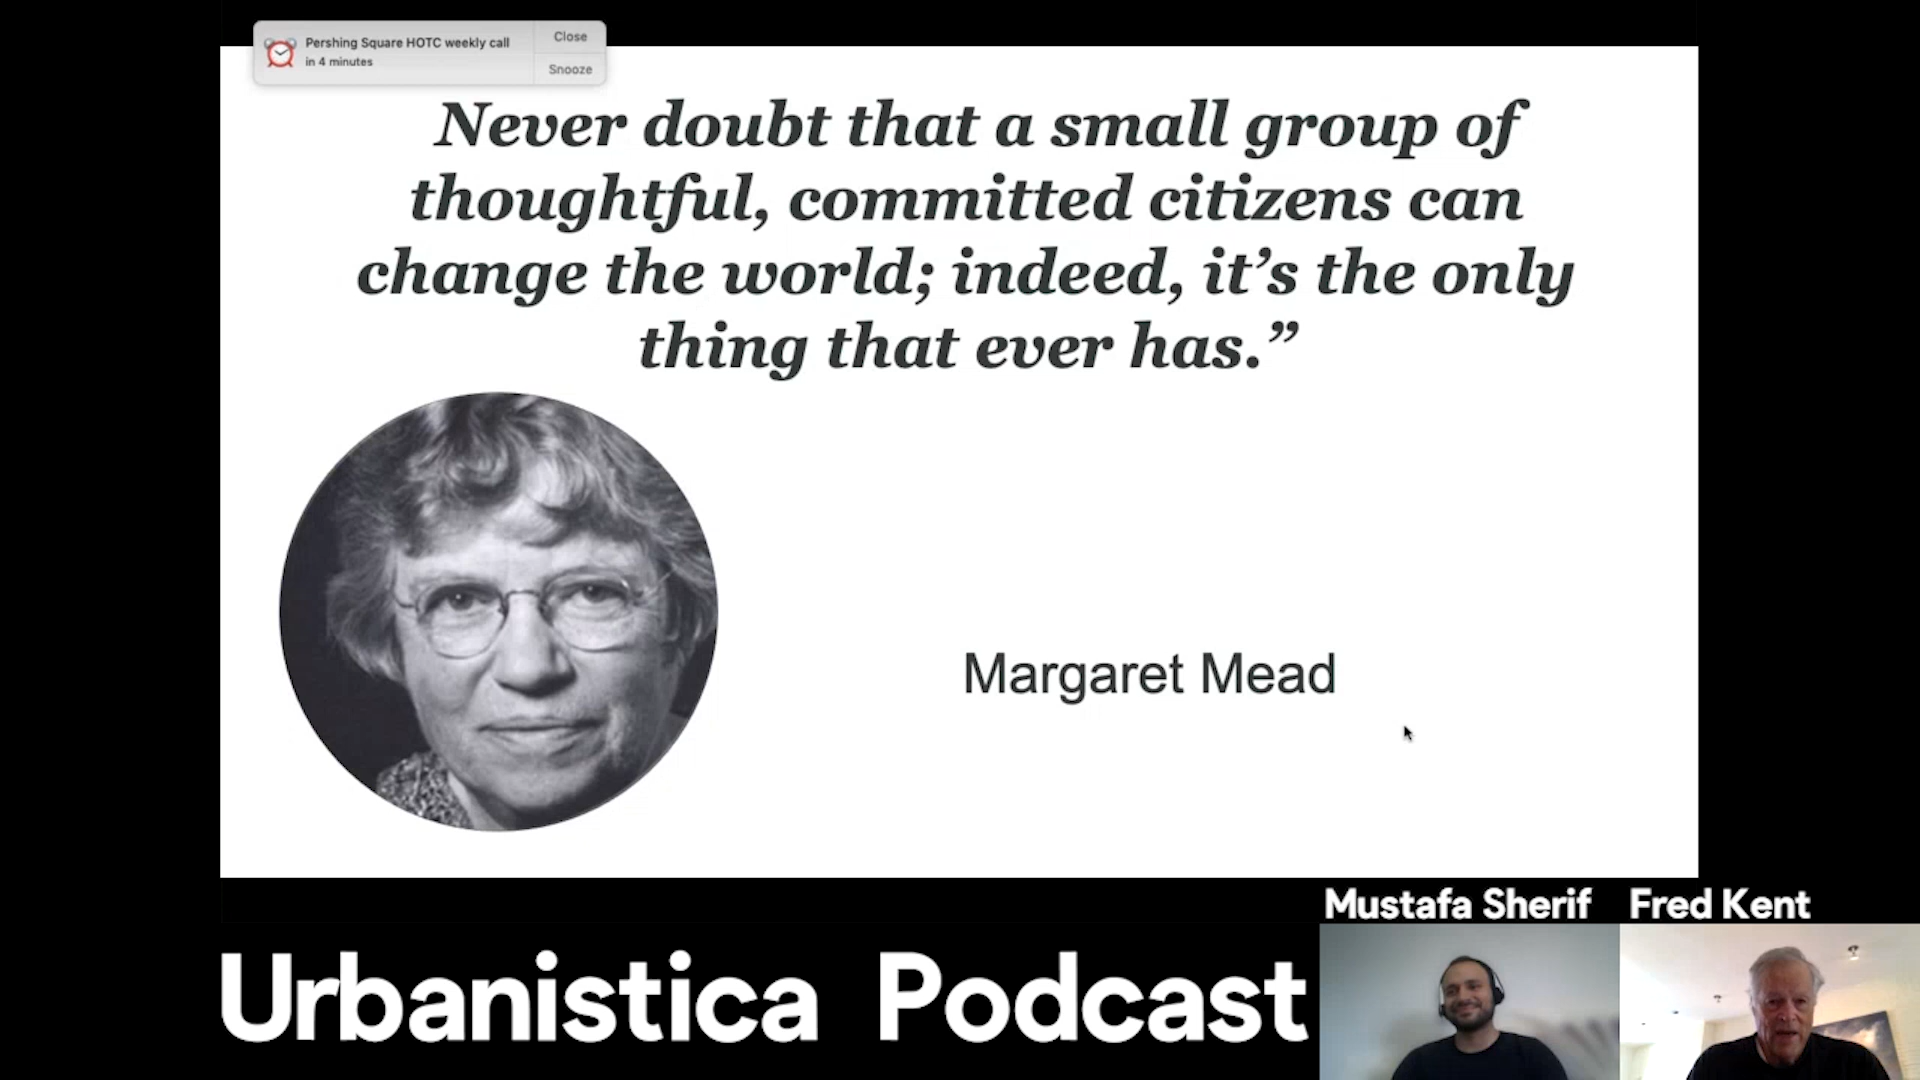 Pershing Square HOTC weekly call
in 4 minutes
Close
Snooze
Never doubt that a small group of
thoughtful, committed citizens can
change the world; indeed, it’s the only
thing that ever has.”
Margaret Mead
Mustafa Sherif
Fred Kent
Urbanistica Podcast